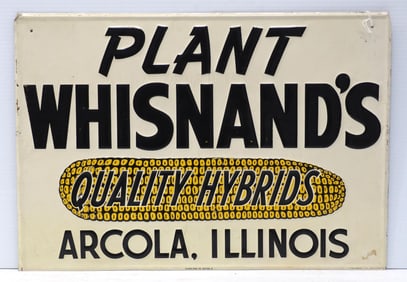 PLANT
WHISNAND'S
QUALITY HYBRIDS
ARCOLA, ILLINOIS